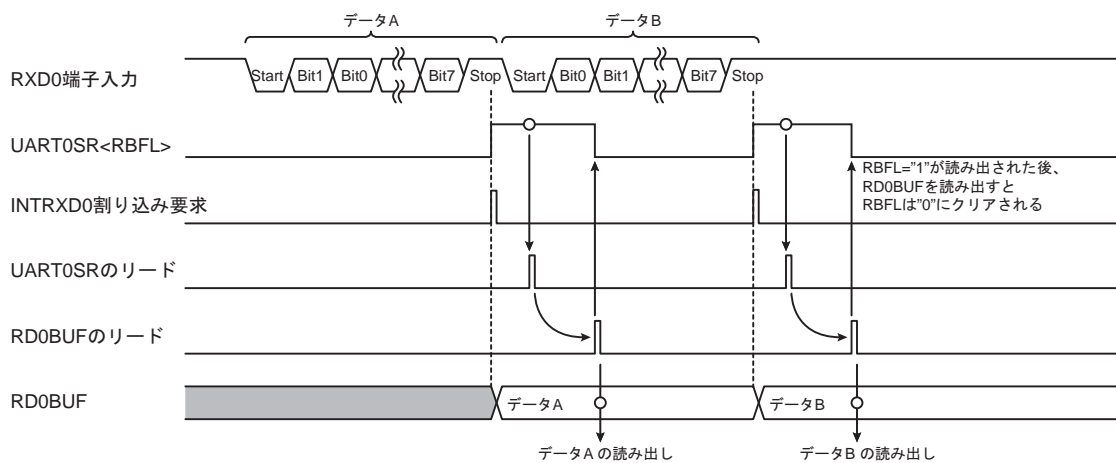 データA
データB
RXD0端子入力
Start Bit1 Bit0 Bit7 Stop Start Bit0 Bit1 Bit7 Stop
UART0SR<RBFL>
RBFL="1"が読み出された後、
RD0BUFを読み出すと
RBFLは"0"にクリアされる
INTRXD0割り込み要求
UART0SRのリード
RD0BUFのリード
RD0BUF
データA
データB
データA の読み出し
データB の読み出し